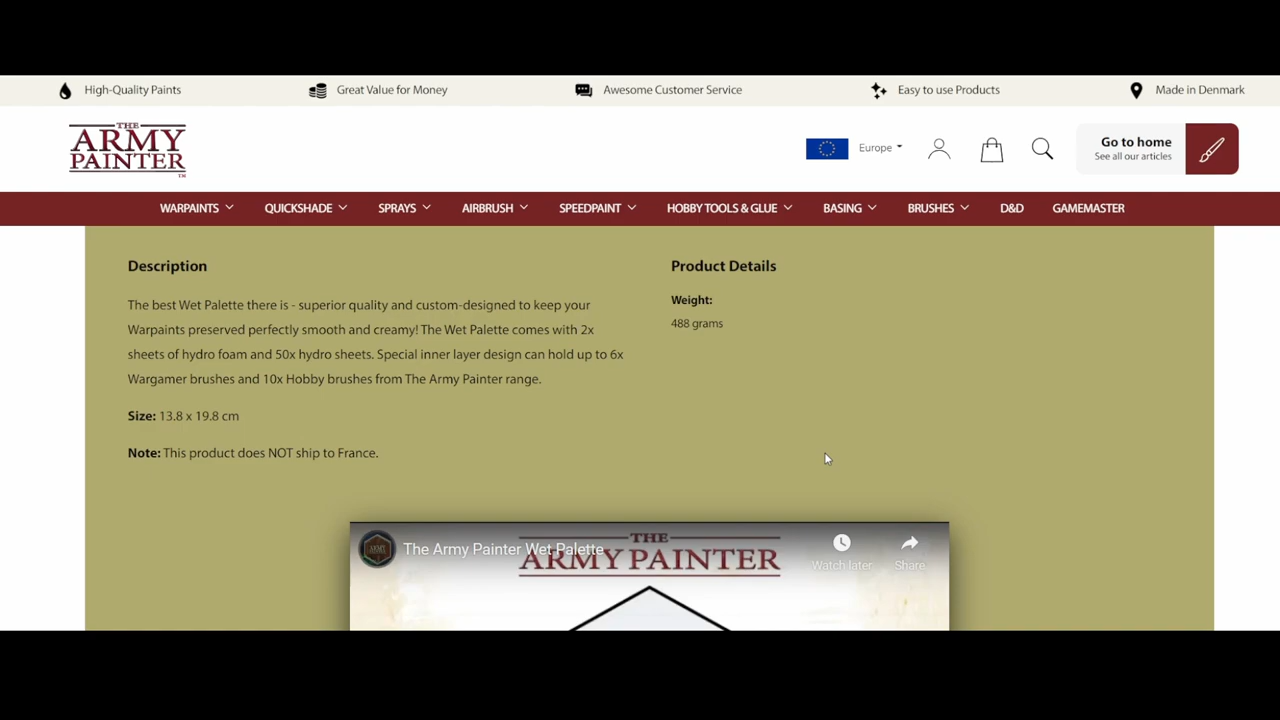 High-Quality Paints
Great Value for Money
Awesome Customer Service
Easy to use Products
Made in Denmark
THE
ARMY
PAINTER
TM
Europe
Go to home
See all our articles
WARPAINTS
QUICKSHADE
SPRAYS
AIRBRUSH
SPEEDPAINT
HOBBY TOOLS & GLUE
BASING
BRUSHES
D&D
GAMEMASTER
Description
The best Wet Palette there is - superior quality and custom-designed to keep your
Warpaints preserved perfectly smooth and creamy! The Wet Palette comes with 2x
sheets of hydro foam and 50x hydro sheets. Special inner layer design can hold up to 6x
Wargamer brushes and 10x Hobby brushes from The Army Painter range.
Size: 13.8 x 19.8 cm
Note: This product does NOT ship to France.
Product Details
Weight:
488 grams
The Army Painter Wet Palette
THE
ARMY PAINTER
Watch later
Share